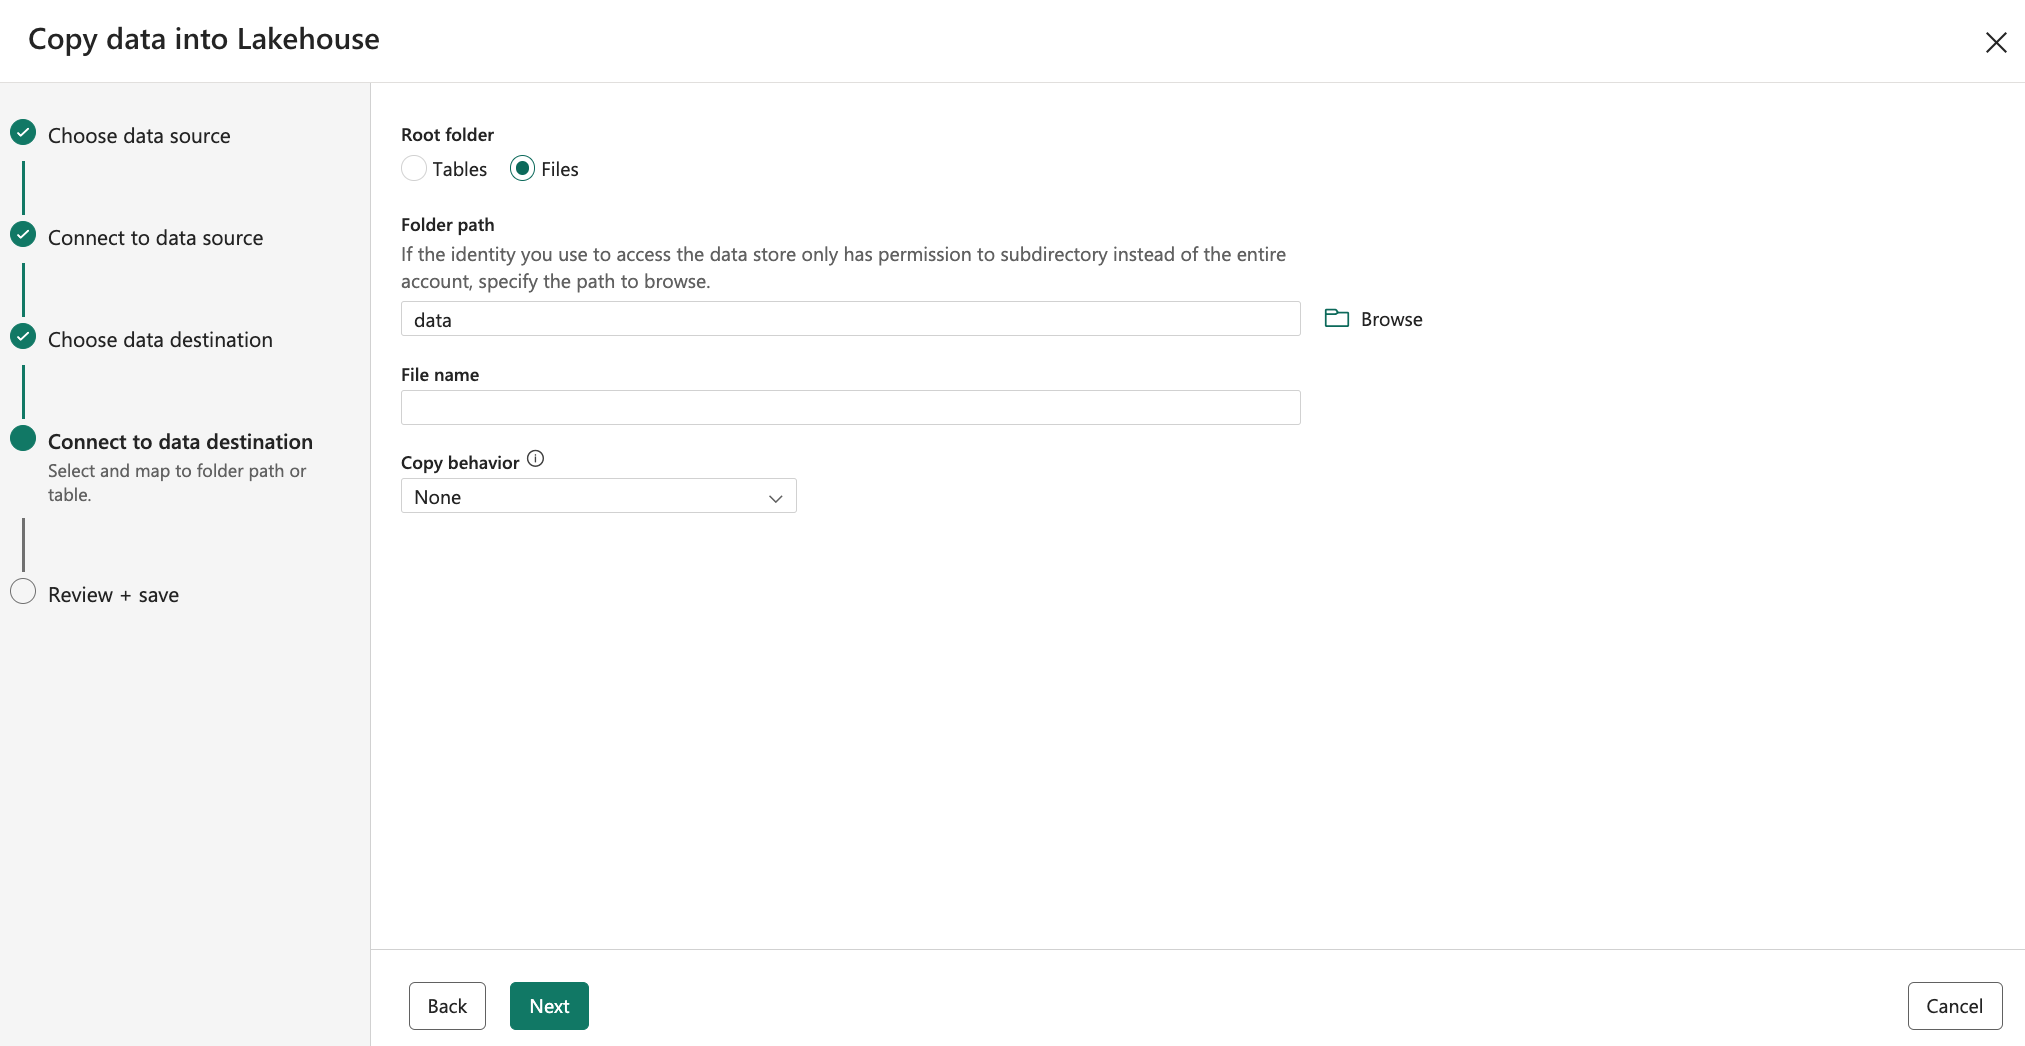 Copy data into Lakehouse
Choose data source
Connect to data source
Choose data destination
Connect to data destination
Select and map to folder path or
table.
Review + save
Root folder
Tables
Files
Folder path
If the identity you use to access the data store only has permission to subdirectory instead of the entire
account, specify the path to browse.
data
Browse
File name
Copy behavior
None
Back
Next
Cancel